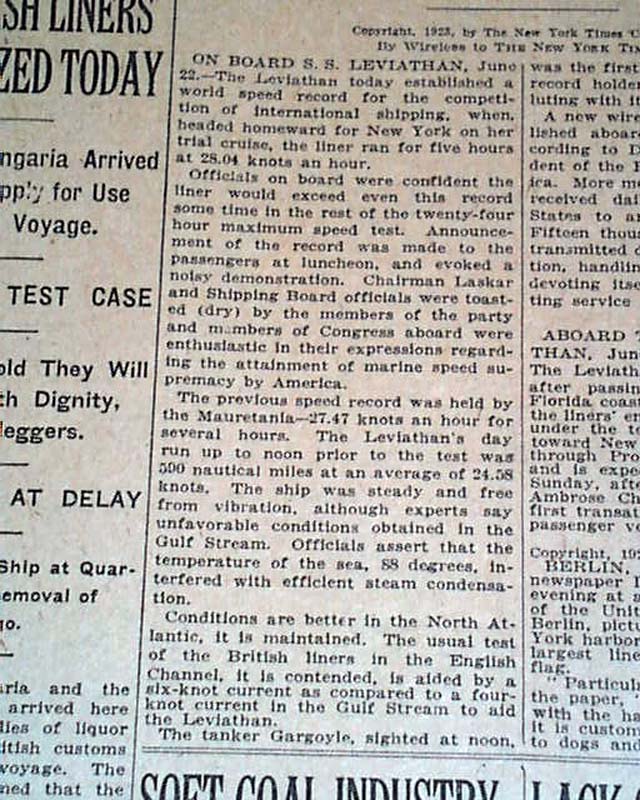 SH LINERS
ZED TODAY
ngaria Arrived
pply for Use
Voyage.
TEST CASE
old They Will
th Dignity,
leggers.
AT DELAY
Ship at Quar-
emoval of
go.
aria and the
arrived here
lies of liquor
itish customs
voyage. The
ned that the
Copyright, 1923, by The New York Times
By Wireless to THE NEW YORK TI
ON BOARD S. S. LEVIATHAN, June
22.—The Leviathan today established a
world speed record for the competi-
tion of international shipping, when,
headed homeward for New York on her
trial cruise, the liner ran for five hours
at 28.04 knots an hour.
Officials on board were confident the
liner would exceed even this record
some time in the rest of the twenty-four
hour maximum speed test. Announce-
ment of the record was made to the
passengers at luncheon, and evoked a
noisy demonstration. Chairman Laskar
and Shipping Board officials were toast-
ed (dry) by the members of the party
and members of Congress aboard were
enthusiastic in their expressions regard-
ing the attainment of marine speed su-
premacy by America.
The previous speed record was held by
the Mauretania—27.47 knots an hour for
several hours. The Leviathan's day
run up to noon prior to the test was
590 nautical miles at an average of 24.58
knots. The ship was steady and free
from vibration, although experts say
unfavorable conditions obtained in the
Gulf Stream. Officials assert that the
temperature of the sea, 88 degrees, in-
terfered with efficient steam condensa-
tion.
Conditions are better in the North At-
lantic, it is maintained. The usual test
of the British liners in the English
Channel, it is contended, is aided by a
six-knot current as compared to a four-
knot current in the Gulf Stream to aid
the Leviathan.
The tanker Gargoyle, sighted at noon,
was the first
record holder
luting with i
A new wire
lished aboar
cording to D
dent of the R
ica. More m
received dai
States to a
Fifteen thou
transmitted d
tion, handlin
devoting itse
ting service
ABOARD T
THAN, Jun
The Leviath
after passin
Florida coast
the liners' e
under the t
toward New
through Pro
and is expe
Sunday, afte
Ambrose Ch
first transat
passenger v
Copyright, 192
BERLIN,
newspaper I
evening at a
of the Unit
Berlin, pictu
York harbor
largest line
flag.
" Particul
the paper,
with the ha
it is custom
to dogs and
SOFT COAL INDUSTRY
LACK